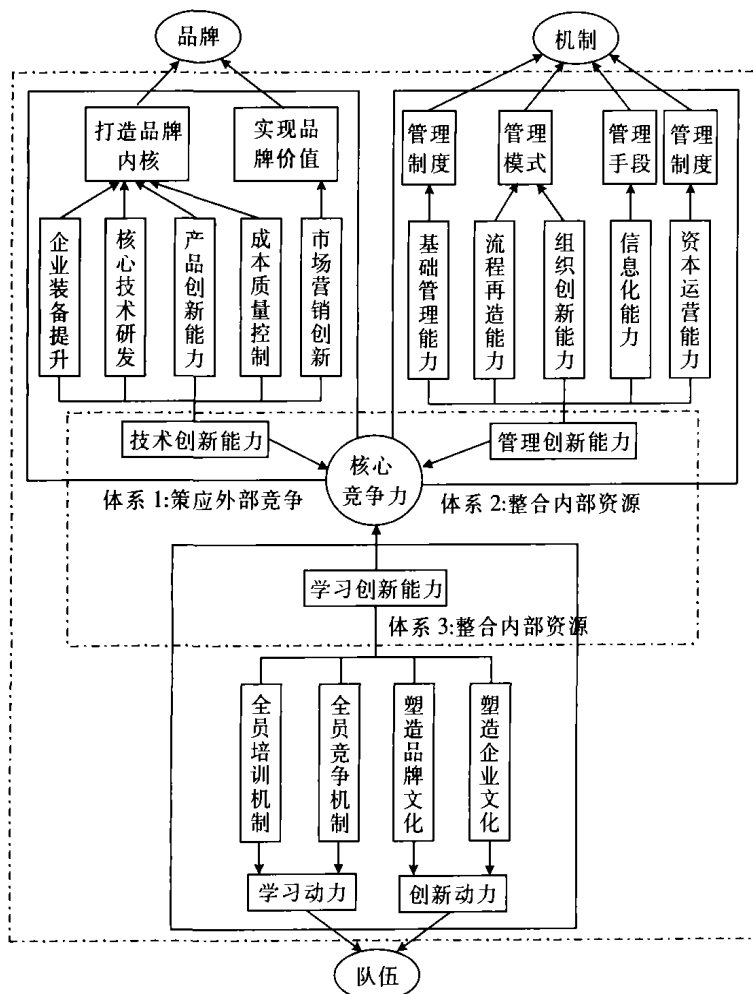 品牌
机制
打造品牌
内核
实现品
牌价值
管理
制度
管理
模式
管理
手段
管理
制度
企业装备提升
核心技术研发
产品创新能力
成本质量控制
市场营销创新
基础管理能力
流程再造能力
组织创新能力
信息化能力
资本运营能力
技术创新能力
管理创新能力
核心
竞争力
体系 1:策应外部竞争
体系 2:整合内部资源
学习创新能力
体系 3:整合内部资源
全员培训机制
全员竞争机制
塑造品牌文化
塑造企业文化
学习动力
创新动力
队伍